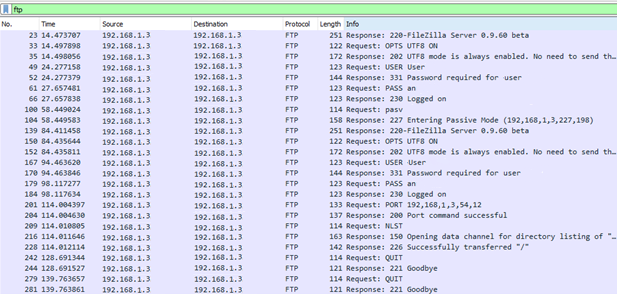 ftp
No. Time Source Destination Protocol Length Info
23 14.473707 192.168.1.3 192.168.1.3 FTP 251 Response: 220-FileZilla Server 0.9.60 beta
33 14.497898 192.168.1.3 192.168.1.3 FTP 122 Request: OPTS UTF8 ON
35 14.498056 192.168.1.3 192.168.1.3 FTP 172 Response: 202 UTF8 mode is always enabled. No need to send th…
49 24.277158 192.168.1.3 192.168.1.3 FTP 123 Request: USER User
52 24.277379 192.168.1.3 192.168.1.3 FTP 144 Response: 331 Password required for user
61 27.657481 192.168.1.3 192.168.1.3 FTP 123 Request: PASS an
66 27.657838 192.168.1.3 192.168.1.3 FTP 123 Response: 230 Logged on
100 58.449024 192.168.1.3 192.168.1.3 FTP 114 Request: pasv
104 58.449583 192.168.1.3 192.168.1.3 FTP 158 Response: 227 Entering Passive Mode (192,168,1,3,227,198)
139 84.411458 192.168.1.3 192.168.1.3 FTP 251 Response: 220-FileZilla Server 0.9.60 beta
150 84.435644 192.168.1.3 192.168.1.3 FTP 122 Request: OPTS UTF8 ON
152 84.435811 192.168.1.3 192.168.1.3 FTP 172 Response: 202 UTF8 mode is always enabled. No need to send th…
167 94.463620 192.168.1.3 192.168.1.3 FTP 123 Request: USER User
170 94.463846 192.168.1.3 192.168.1.3 FTP 144 Response: 331 Password required for user
179 98.117277 192.168.1.3 192.168.1.3 FTP 123 Request: PASS an
184 98.117634 192.168.1.3 192.168.1.3 FTP 123 Response: 230 Logged on
201 114.004397 192.168.1.3 192.168.1.3 FTP 133 Request: PORT 192,168,1,3,54,12
204 114.004630 192.168.1.3 192.168.1.3 FTP 137 Response: 200 Port command successful
209 114.010805 192.168.1.3 192.168.1.3 FTP 114 Request: NLST
216 114.011646 192.168.1.3 192.168.1.3 FTP 163 Response: 150 Opening data channel for directory listing of "…
228 114.012114 192.168.1.3 192.168.1.3 FTP 142 Response: 226 Successfully transferred "/"
242 128.691344 192.168.1.3 192.168.1.3 FTP 114 Request: QUIT
244 128.691527 192.168.1.3 192.168.1.3 FTP 121 Response: 221 Goodbye
279 139.763657 192.168.1.3 192.168.1.3 FTP 114 Request: QUIT
281 139.763861 192.168.1.3 192.168.1.3 FTP 121 Response: 221 Goodbye